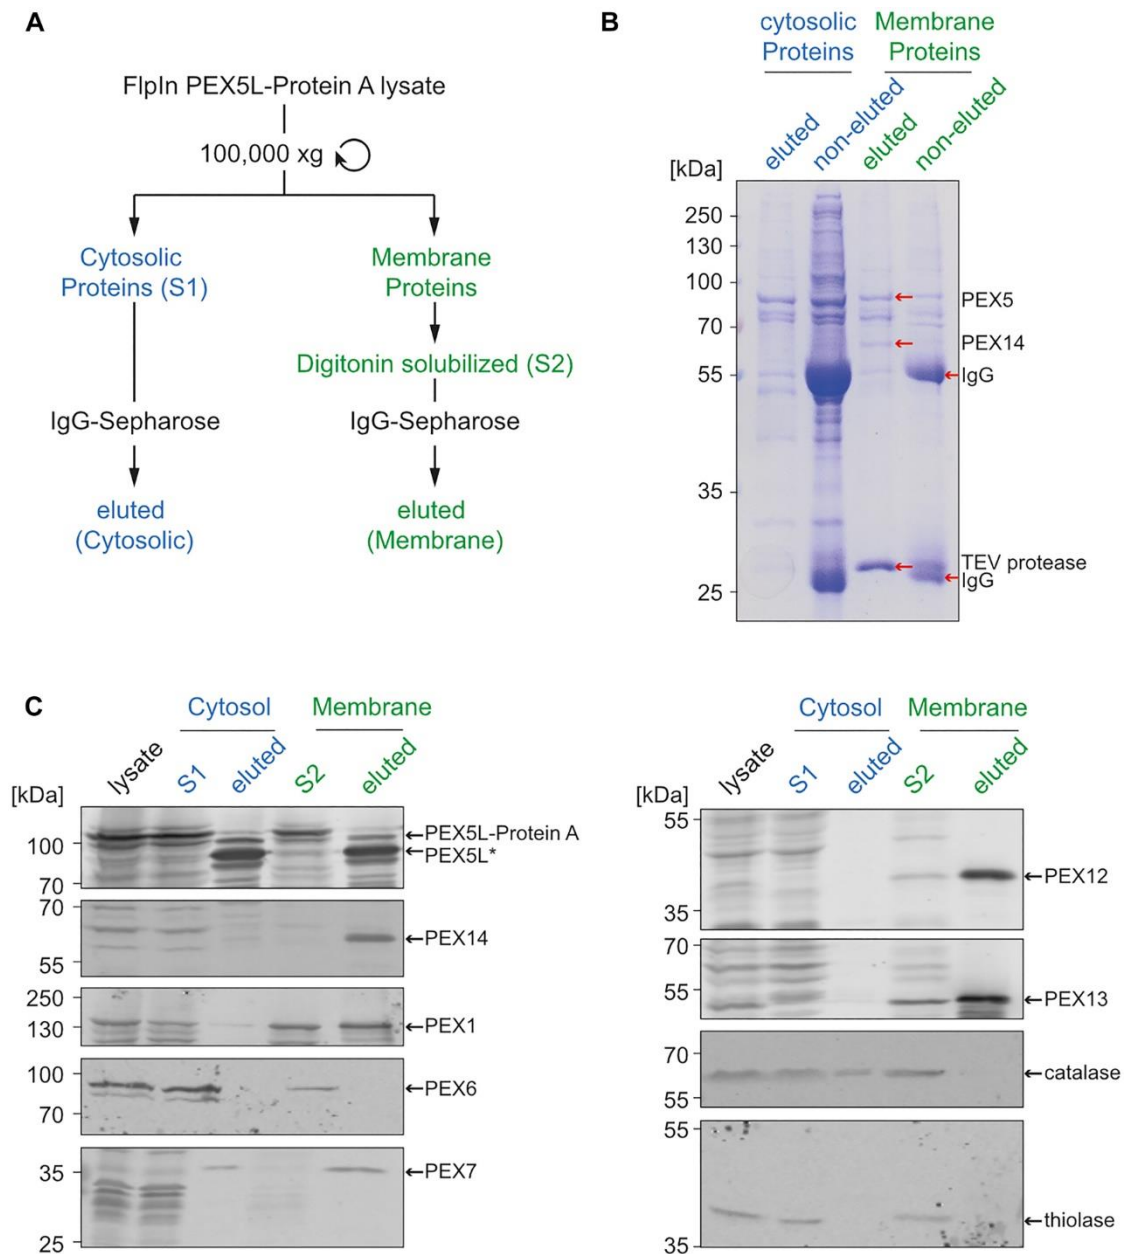 A
FlpIn PEX5L-Protein A lysate
100,000 xg
Cytosolic
Proteins (S1)
Membrane
Proteins
Digitonin solubilized (S2)
IgG-Sepharose
IgG-Sepharose
eluted
(Cytosolic)
eluted
(Membrane)
B
cytosolic
Proteins
Membrane
Proteins
eluted
non-eluted
eluted
non-eluted
[kDa]
250
130
100
70
55
35
25
PEX5
PEX14
IgG
TEV protease
IgG
C
Cytosol
Membrane
lysate
S1
eluted
S2
eluted
[kDa]
100
70
PEX5L-Protein A
PEX5L*
70
55
PEX14
250
130
PEX1
100
70
PEX6
35
25
PEX7
Cytosol
Membrane
lysate
S1
eluted
S2
eluted
[kDa]
55
35
PEX12
70
55
PEX13
70
55
catalase
55
35
thiolase